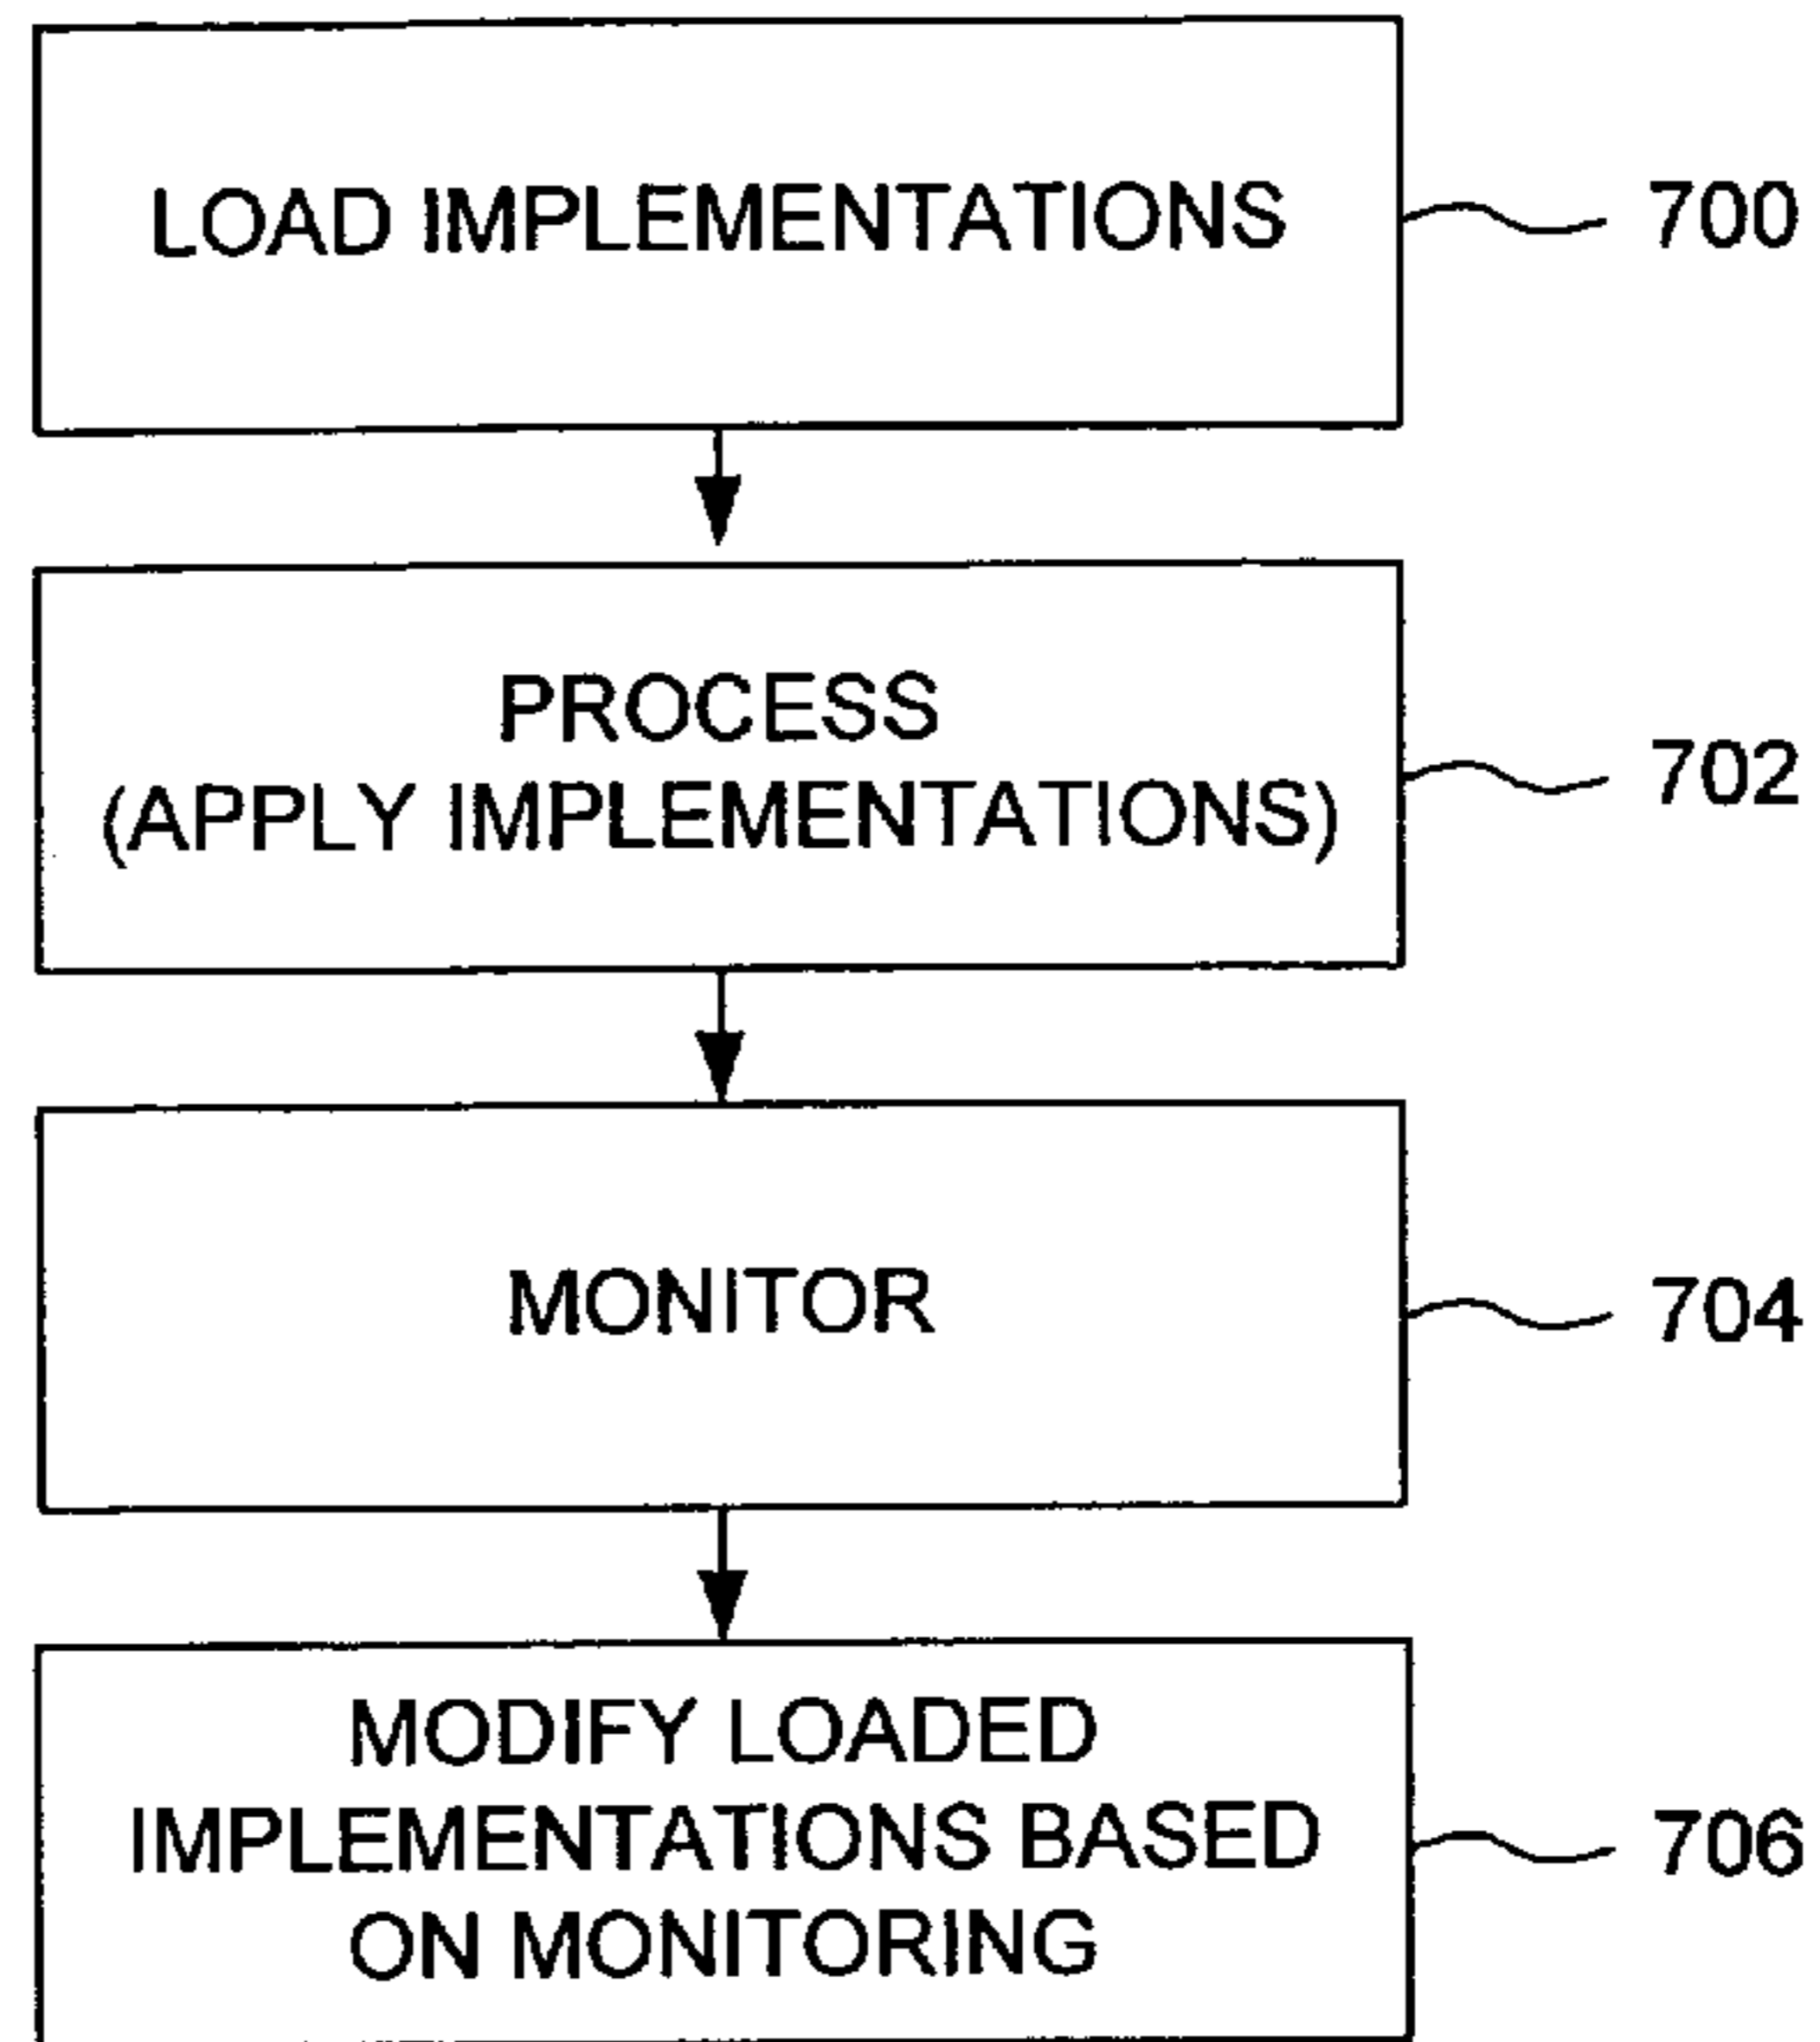 LOAD IMPLEMENTATIONS
700
PROCESS
(APPLY IMPLEMENTATIONS)
702
MONITOR
704
MODIFY LOADED
IMPLEMENTATIONS BASED
ON MONITORING
706